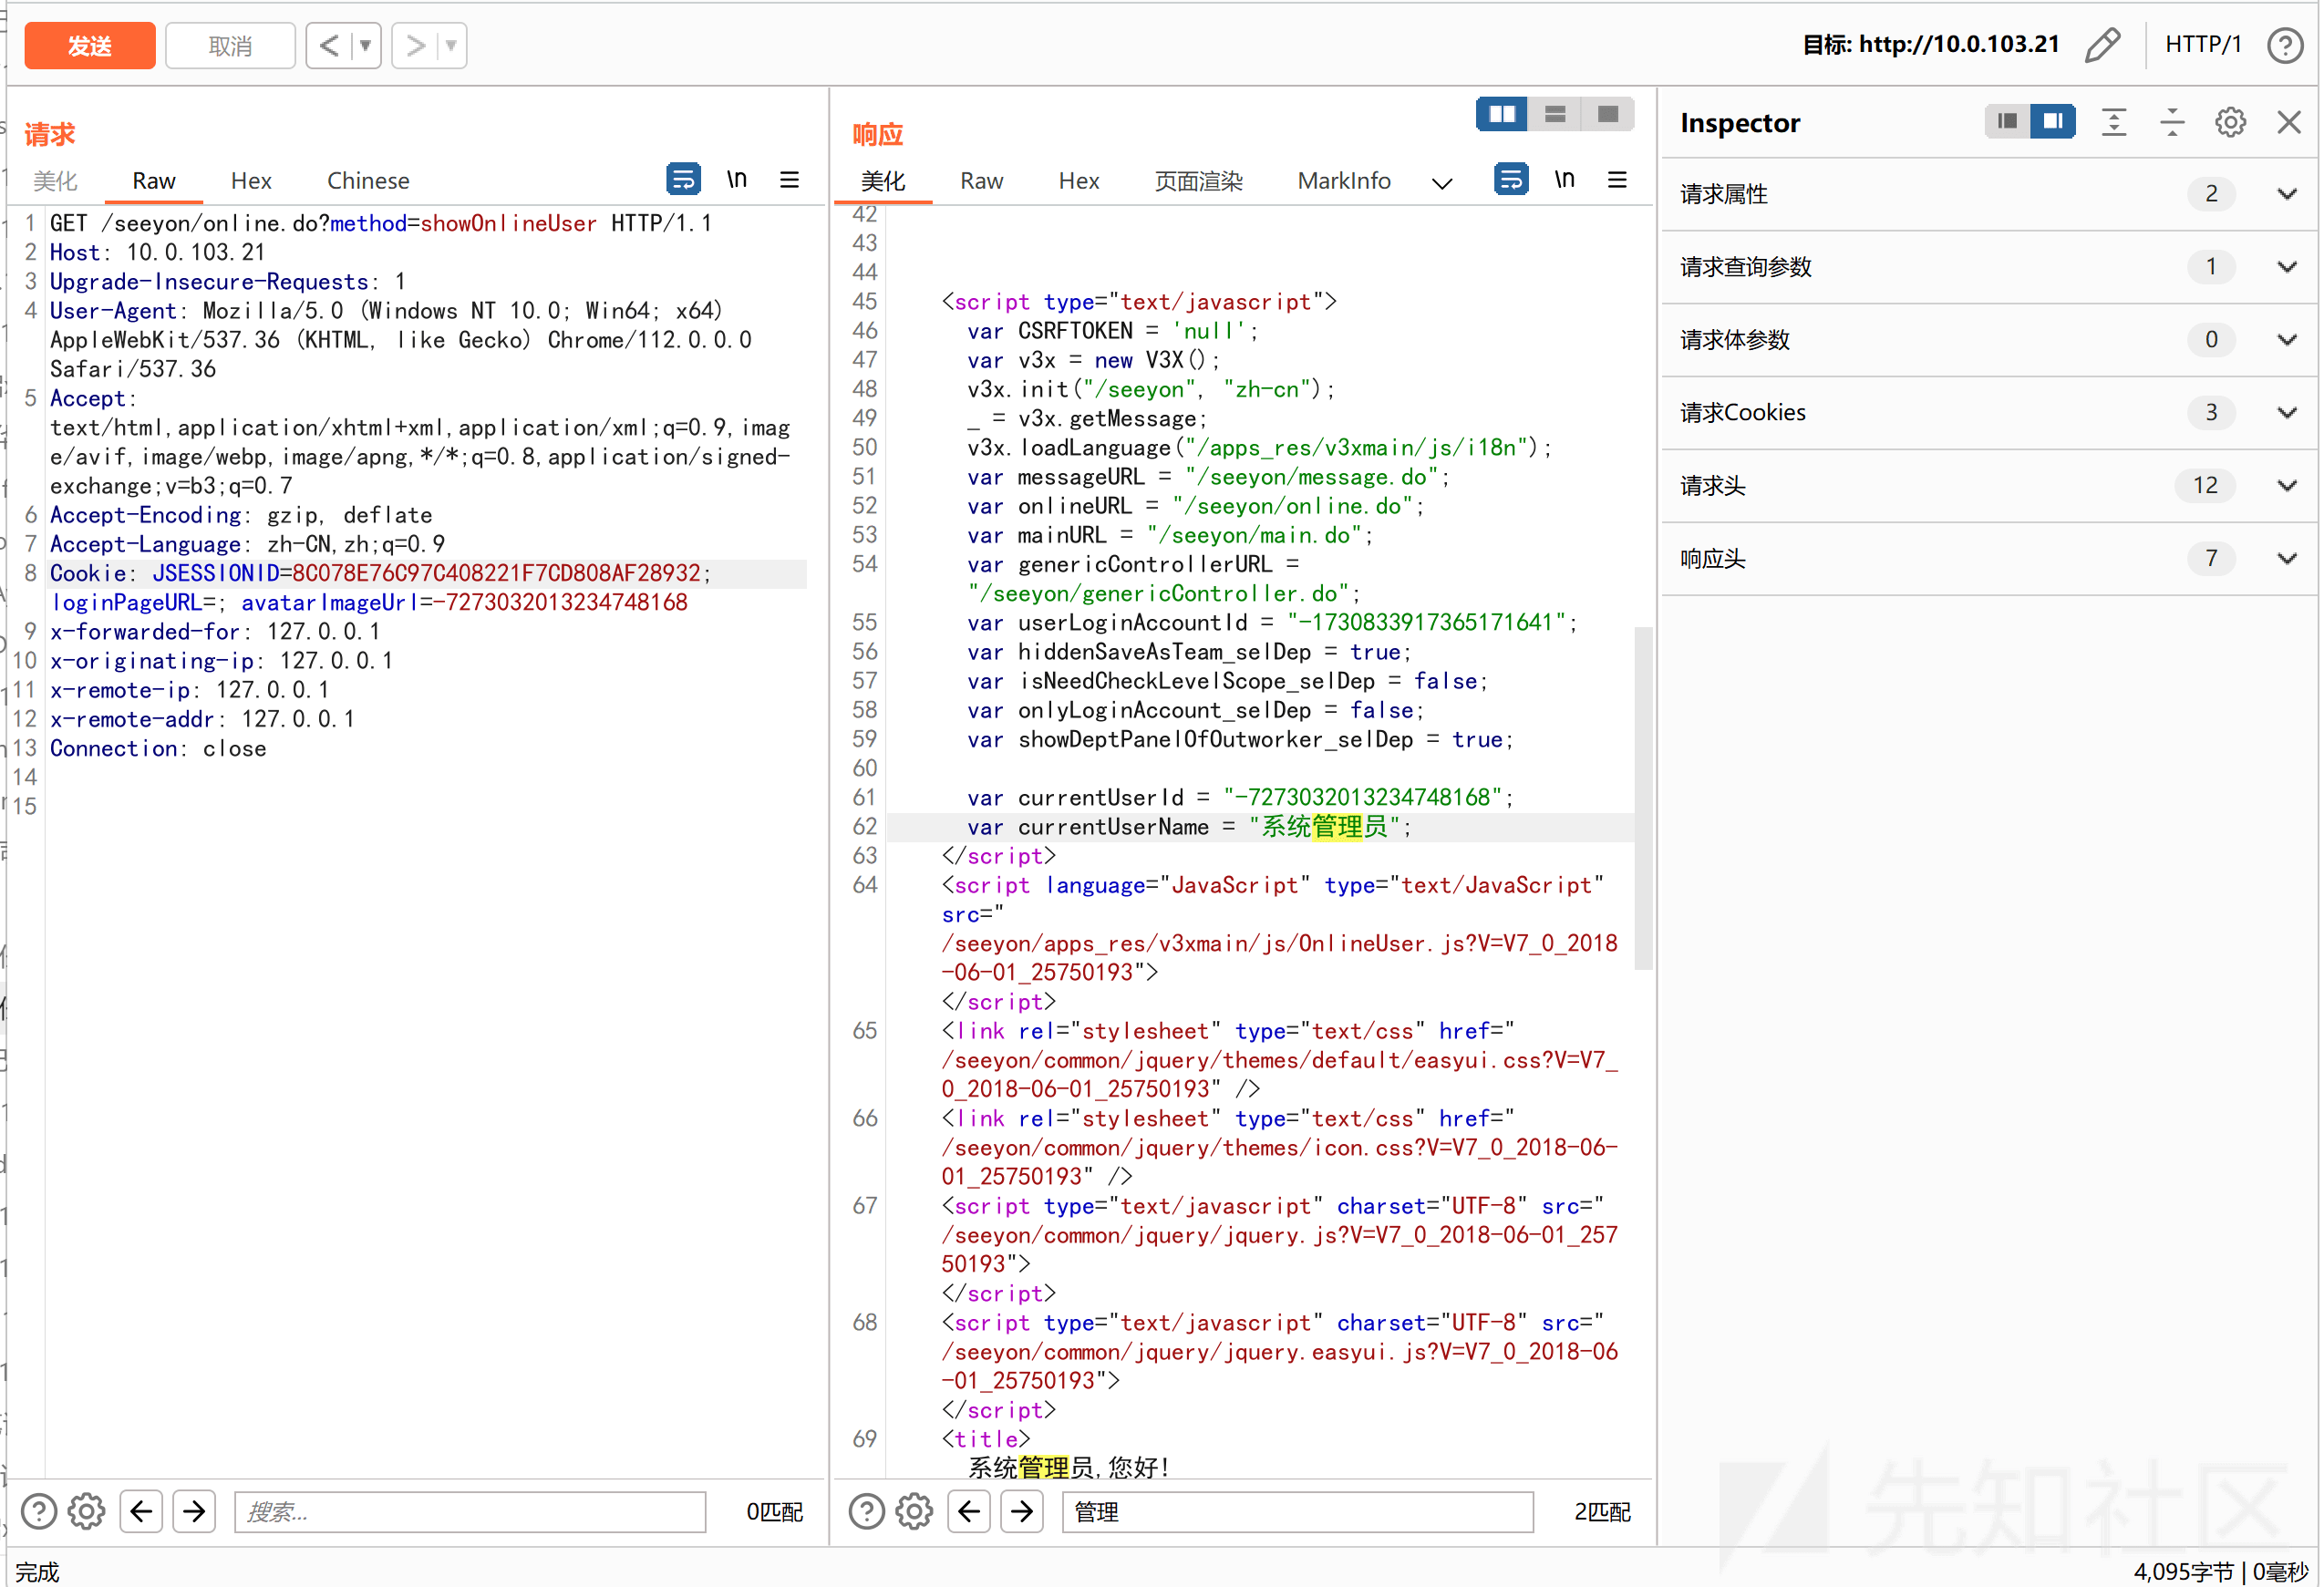 发送
取消
目标: http://10.0.103.21
HTTP/1
请求
美化
Raw
Hex
Chinese
\n
1 GET /seeyon/online.do?method=showOnlineUser HTTP/1.1
2 Host: 10.0.103.21
3 Upgrade-Insecure-Requests: 1
4 User-Agent: Mozilla/5.0 (Windows NT 10.0; Win64; x64)
AppleWebKit/537.36 (KHTML, like Gecko) Chrome/112.0.0.0
Safari/537.36
5 Accept:
text/html,application/xhtml+xml,application/xml;q=0.9,imag
e/avif,image/webp,image/apng,*/*;q=0.8,application/signed-
exchange;v=b3;q=0.7
6 Accept-Encoding: gzip, deflate
7 Accept-Language: zh-CN,zh;q=0.9
8 Cookie: JSESSIONID=8C078E76C97C408221F7CD808AF28932;
loginPageURL=; avatarImageUrl=-7273032013234748168
9 x-forwarded-for: 127.0.0.1
10 x-originating-ip: 127.0.0.1
11 x-remote-ip: 127.0.0.1
12 x-remote-addr: 127.0.0.1
13 Connection: close
14
15
搜索...
0匹配
响应
美化
Raw
Hex
页面渲染
MarkInfo
\n
42
43
44
45 <script type="text/javascript">
46 var CSRFTOKEN = 'null';
47 var v3x = new V3X();
48 v3x.init("/seeyon", "zh-cn");
49 _ = v3x.getMessage;
50 v3x.loadLanguage("/apps_res/v3xmain/js/i18n");
51 var messageURL = "/seeyon/message.do";
52 var onlineURL = "/seeyon/online.do";
53 var mainURL = "/seeyon/main.do";
54 var genericControllerURL =
"/seeyon/genericController.do";
55 var userLoginAccountId = "-1730833917365171641";
56 var hiddenSaveAsTeam_selDep = true;
57 var isNeedCheckLevelScope_selDep = false;
58 var onlyLoginAccount_selDep = false;
59 var showDeptPanelOfOutworker_selDep = true;
60
61 var currentUserId = "-7273032013234748168";
62 var currentUserName = "系统管理员";
63 </script>
64 <script language="JavaScript" type="text/JavaScript"
src="
/seeyon/apps_res/v3xmain/js/OnlineUser.js?V=V7_0_2018
-06-01_25750193">
</script>
65 <link rel="stylesheet" type="text/css" href="
/seeyon/common/jquery/themes/default/easyui.css?V=V7_
0_2018-06-01_25750193" />
66 <link rel="stylesheet" type="text/css" href="
/seeyon/common/jquery/themes/icon.css?V=V7_0_2018-06-
01_25750193" />
67 <script type="text/javascript" charset="UTF-8" src="
/seeyon/common/jquery/jquery.js?V=V7_0_2018-06-01_257
50193">
</script>
68 <script type="text/javascript" charset="UTF-8" src="
/seeyon/common/jquery/jquery.easyui.js?V=V7_0_2018-06
-01_25750193">
</script>
69 <title>
系统管理员,您好!
管理
2匹配
Inspector
请求属性 2
请求查询参数 1
请求体参数 0
请求Cookies 3
请求头 12
响应头 7
先知社区
完成
4,095字节 | 0毫秒